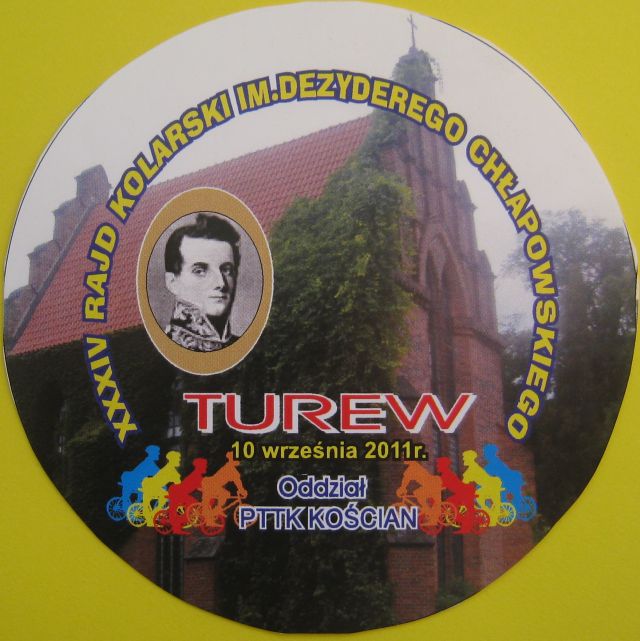 XXXIV RAJD KOLARSKI IM.DEZYDEREGO CHŁAPOWSKIEGO
TUREW
10 września 2011r.
Oddział
PTTK KOŚCIAN